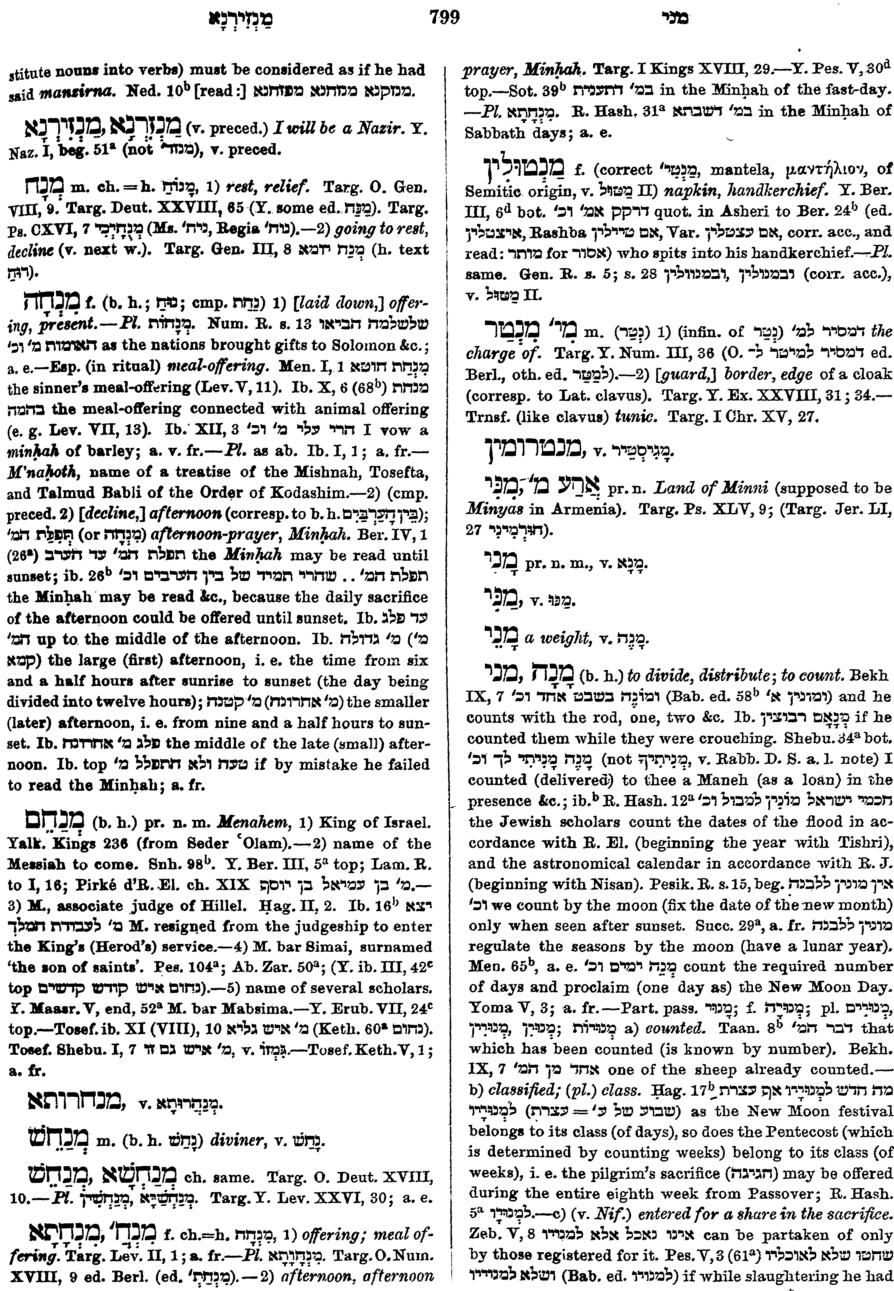 מַנְזִירְנָא
799
מני
stitute nouns into verbs) must be considered as if he had
said manzirna. Ned. 10b [read:] מנזקנא מנזחנא מפזחנא.
מַנְזִרְנָא, מַנְזִירְנָא (v. preced.) I will be a Nazir. Y.
Naz. I, beg. 51a (not 'מנוזי), v. preced.
מְנָח m. ch. = h. מָנוֹחַ, 1) rest, relief. Targ. O. Gen.
VIII, 9. Targ. Deut. XXVIII, 65 (Y. some ed. מַנָּח). Targ.
Ps. CXVI, 7 מְנָחָיְכִי (Ms. 'נִיח, Regia 'נוח).—2) going to rest,
decline (v. next w.). Targ. Gen. III, 8 מְנַח יומא (h. text
רוּחַ).
מִנְחָה f. (b. h.; מנח; cmp. נַחַת) 1) [laid down,] offer-
ing, present.—Pl. מְנָחוֹת. Num. R. s. 13 שלשלמה הביאו
האומות מ' וכ' as the nations brought gifts to Solomon &c.;
a. e.—Esp. (in ritual) meal-offering. Men. I, 1 מִנְחַת חוטא
the sinner's meal-offering (Lev. V, 11). Ib. X, 6 (68b) מנחת
בהמה the meal-offering connected with animal offering
(e. g. Lev. VII, 13). Ib. XII, 3 הרי עלי מ' וכ' I vow a
minḥah of barley; a. v. fr.—Pl. as ab. Ib. I, 1; a. fr.—
M'naḥoth, name of a treatise of the Mishnah, Tosefta,
and Talmud Babli of the Order of Kodashim.—2) (cmp.
preced. 2) [decline,] afternoon (corresp. to b. h. בֵּין הָעַרְבַּיִם);
תְּפִלַּת המ' (or מִנְחָה) afternoon-prayer, Minḥah. Ber. IV, 1
(26a) תפלת המ' עד הערב the Minḥah may be read until
sunset; ib. 26b תפלת המ' .. שהרי תמיד של בין הערבים וכ'
the Minḥah may be read &c., because the daily sacrifice
of the afternoon could be offered until sunset. Ib. עד פלג
המ' up to the middle of the afternoon. Ib. מ' גדולה (מ'
קמא) the large (first) afternoon, i. e. the time from six
and a half hours after sunrise to sunset (the day being
divided into twelve hours); מ' קטנה (מ' אחרונה) the smaller
(later) afternoon, i. e. from nine and a half hours to sun-
set. Ib. פלג מ' אחרונה the middle of the late (small) after-
noon. Ib. top טעה ולא התפלל מ' if by mistake he failed
to read the Minḥah; a. fr.
מְנַחֵם (b. h.) pr. n. m. Menahem, 1) King of Israel.
Yalk. Kings 236 (from Seder 'Olam).—2) name of the
Messiah to come. Snh. 98b. Y. Ber. III, 5a top; Lam. R.
to I, 16; Pirké d'R. El. ch. XIX מ' בן עמיאל בן יוסף.—
3) M., associate judge of Hillel. Ḥag. II, 2. Ib. 16b יצא
מ' לעבודת המלך M. resigned from the judgeship to enter
the King's (Herod's) service.—4) M. bar Simai, surnamed
'the son of saints'. Pes. 104a; Ab. Zar. 50a; (Y. ib. III, 42c
top נחום איש קודש קדשים).—5) name of several scholars.
Y. Maasr. V, end, 52a M. bar Mabsima.—Y. Erub. VII, 24c
top.—Tosef. ib. XI (VIII), 10 מ' איש גליא (Keth. 60a נחום).
Tosef. Shebu. I, 7 מ' איש גם זו, v. גִּמְזוֹ.—Tosef. Keth. V, 1;
a. fr.
מנחרותא, v. מְנַהֲרוּתָא.
מְנַחֵשׁ m. (b. h. נָחַשׁ) diviner, v. נָחַשׁ.
מְנַחֲשָׁא, מְנַחֵשׁ ch. same. Targ. O. Deut. XVIII,
10.—Pl. מְנַחֲשַׁיָּא, מְנַחֲשִׁין. Targ. Y. Lev. XXVI, 30; a. e.
מִנְחָ', מִנְחָתָא f. ch.=h. מִנְחָה, 1) offering; meal of-
fering. Targ. Lev. II, 1; a. fr.—Pl. מִנְחָוָתָא. Targ. O. Num.
XVIII, 9 ed. Berl. (ed. 'מִנְחָת).—2) afternoon, afternoon
prayer, Minḥah. Targ. I Kings XVIII, 29.—Y. Pes. V, 30d
top.—Sot. 39b במ' דתענית in the Minḥah of the fast-day.
—Pl. מִנְחָתָא. R. Hash. 31a במ' דשבתא in the Minḥah of
Sabbath days; a. e.
מַנְטוּלִין f. (correct 'מַנְטֵי, mantela, μαντήλιον, of
Semitic origin, v. מְטוּל II) napkin, handkerchief. Y. Ber.
III, 6d bot. דרקק אמ' וכ' quot. in Asheri to Ber. 24b (ed.
איצטלין, Rashba אם טיילין, Var. אם עצטלין, corr. acc., and
read: מותר for אסור) who spits into his handkerchief.—Pl.
same. Gen. R. s. 5; s. 28 ובמנולין, ובמנוולין (corr. acc.),
v. מְטוּל II.
מִנְטַר, 'מִי m. (נְטַר) 1) (infin. of נְטַר) דמסיר למ' the
charge of. Targ. Y. Num. III, 36 (O. דמסיר למיטר ל־ ed.
Berl., oth. ed. לְמִטַּר).—2) [guard,] border, edge of a cloak
(corresp. to Lat. clavus). Targ. Y. Ex. XXVIII, 31; 34.—
Trnsf. (like clavus) tunic. Targ. I Chr. XV, 27.
מנטרומין, v. מָגִיסְטֵיר.
מִנִּי, אֲרַע מִ' pr. n. Land of Minni (supposed to be
Minyas in Armenia). Targ. Ps. XLV, 9; (Targ. Jer. LI,
27 הורמיני).
מָנִי pr. n. m., v. מָנָא.
מַנִּי, v. מַנּוּ.
מָנֵי a weight, v. מָנֶה.
מָנָה, מני (b. h.) to divide, distribute; to count. Bekh
IX, 7 ומוֹנֶה בשבט אחד וכ' (Bab. ed. 58b ומונין א') and he
counts with the rod, one, two &c. Ib. מְנָאָם רבוצין if he
counted them while they were crouching. Shebu. 34a bot.
מָנֶה מָנִיתִי לך וכ' (not מָנִיתִיךָ, v. Rabb. D. S. a. l. note) I
counted (delivered) to thee a Maneh (as a loan) in the
presence &c.; ib.b R. Hash. 12a חכמי ישראל מוֹנִין למבול וכ'
the Jewish scholars count the dates of the flood in ac-
cordance with R. El. (beginning the year with Tishri),
and the astronomical calendar in accordance with R. J.
(beginning with Nisan). Pesik. R. s. 15, beg. אין מונין ללבנה
וכ' we count by the moon (fix the date of the new month)
only when seen after sunset. Succ. 29a, a. fr. מונין ללבנה
regulate the seasons by the moon (have a lunar year).
Men. 65b, a. e. מְנֵה ימים וכ' count the required number
of days and proclaim (one day as) the New Moon Day.
Yoma V, 3; a. fr.—Part. pass. מָנוּי; f. מְנוּיָה; pl. מְנוּיִים,
מְנוּיִין, מְנוּיָן; מְנוּיוֹת a) counted. Taan. 8b דבר המ' that
which has been counted (is known by number). Bekh.
IX, 7 אחד מן המ' one of the sheep already counted.—
b) classified; (pl.) class. Ḥag. 17b מה חדש לִמְנוּיָיו אף עצרת
לִמְנוּיָיו (שבוע של ע' = עצרת) as the New Moon festival
belongs to its class (of days), so does the Pentecost (which
is determined by counting weeks) belong to its class (of
weeks), i. e. the pilgrim's sacrifice (חגיגה) may be offered
during the entire eighth week from Passover; R. Hash.
5a לִמְנוּיָו.—c) (v. Nif.) entered for a share in the sacrifice.
Zeb. V, 8 אינו נאכל אלא למנוייו can be partaken of only
by those registered for it. Pes. V, 3 (61a) שחטו שלא לאוכליו
ושלא למנוייו (Bab. ed. למנויו) if while slaughtering he had